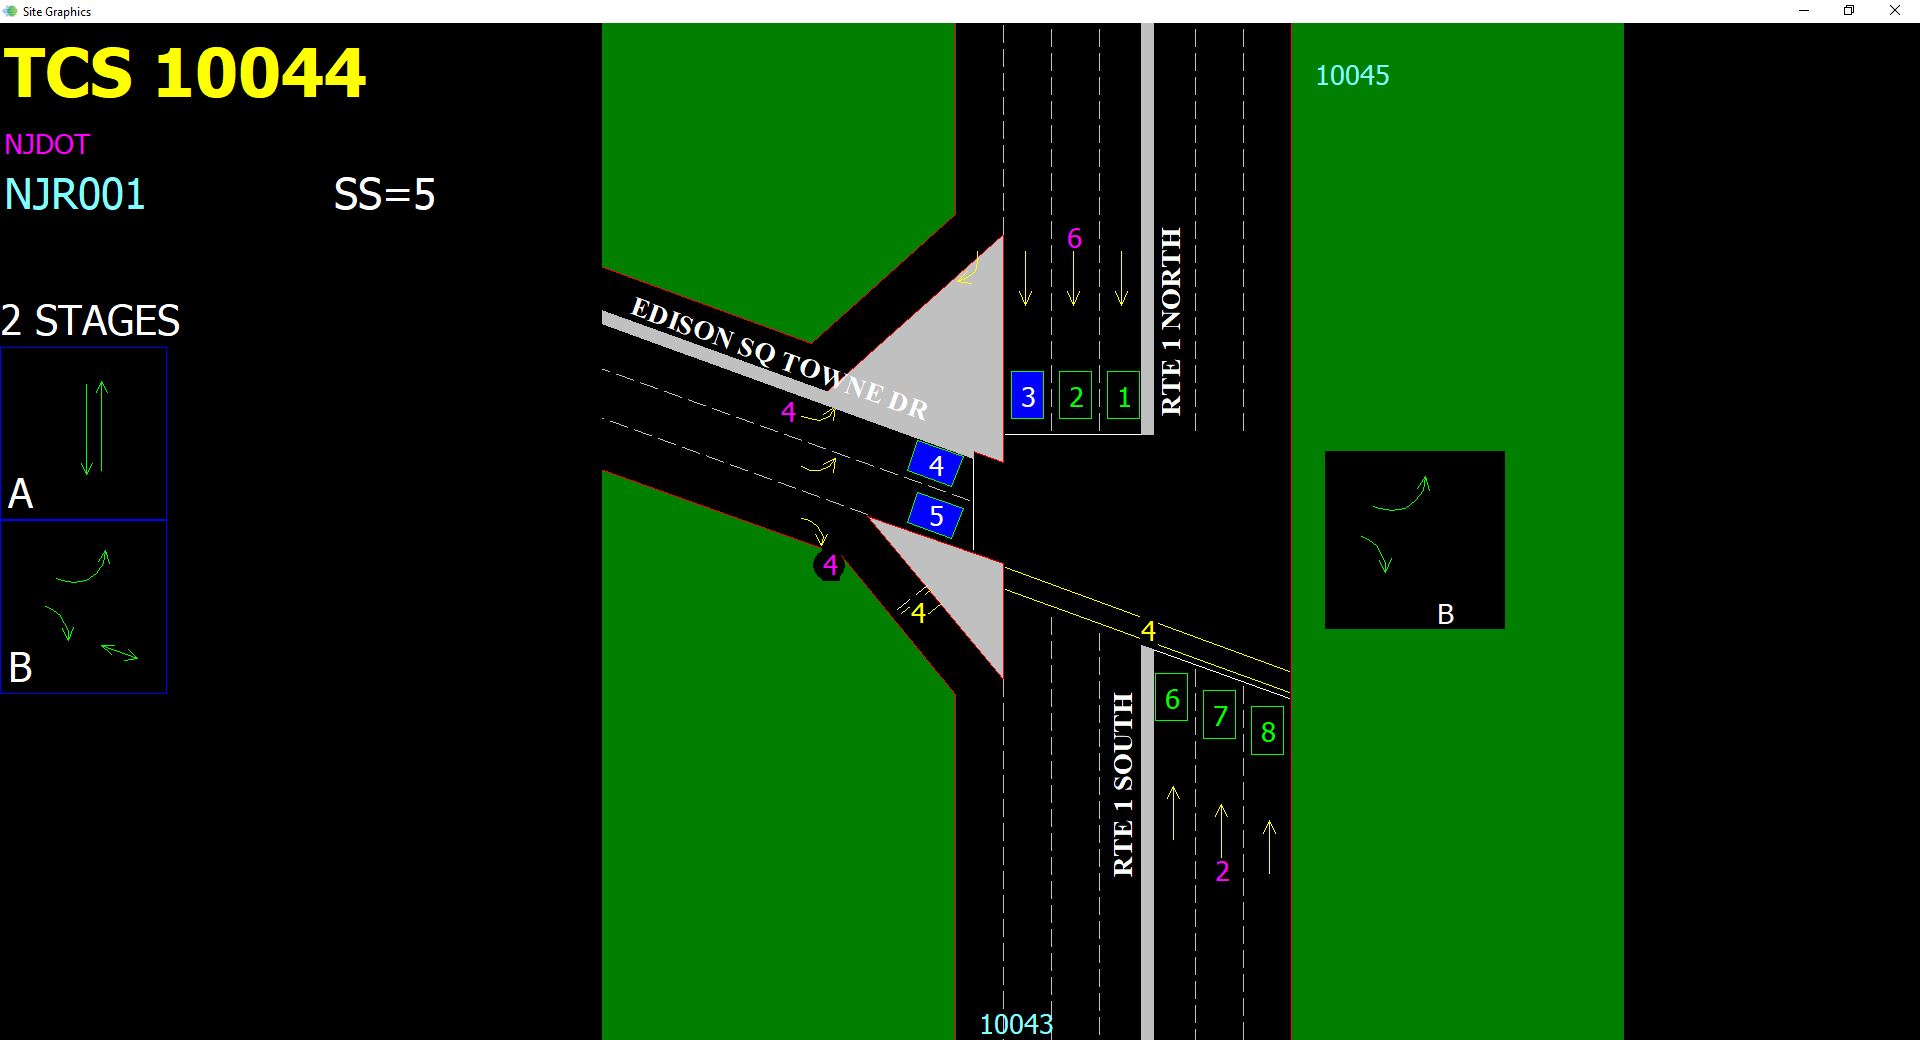 Site Graphics
TCS 10044
NJDOT
NJR001
SS=5
2 STAGES
A
B
10045
6
RTE 1 NORTH
EDISON SQ TOWNE DR
3
2
1
4
4
5
4
4
4
B
6
7
8
RTE 1 SOUTH
2
10043